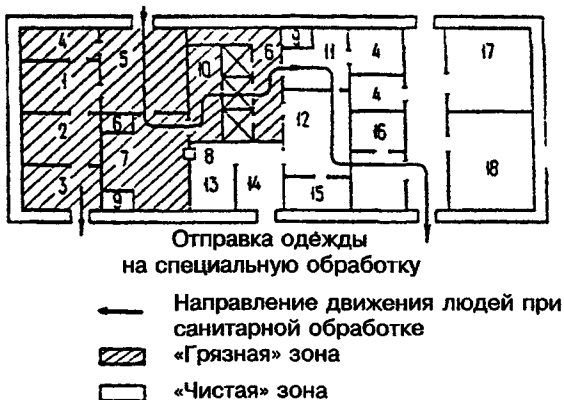 4 5 10 6 9 11 4 17
1 4
2 6 12 16
7 8
3 9 13 14 15 18
Отправка одежды
на специальную обработку
Направление движения людей при
санитарной обработке
«Грязная» зона
«Чистая» зона